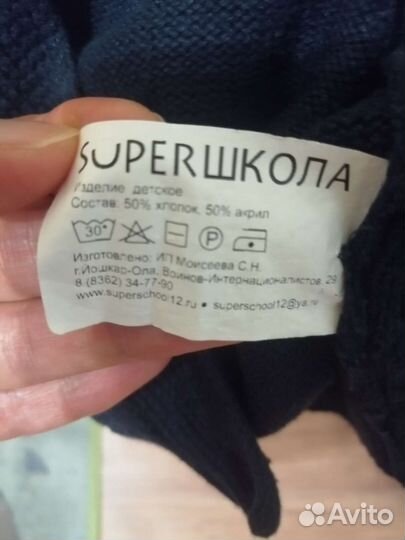 SUPERШКОЛА
Изделие детское
Состав: 50% хлопок, 50% акрил
30°
P
Изготовлено: ИП Моисеева С.Н.
г.Йошкар-Ола, Воинов-Интернационалистов, 29
8 (8362) 34-77-90
www.superschool12.ru • superschool12@ya.ru
Avito